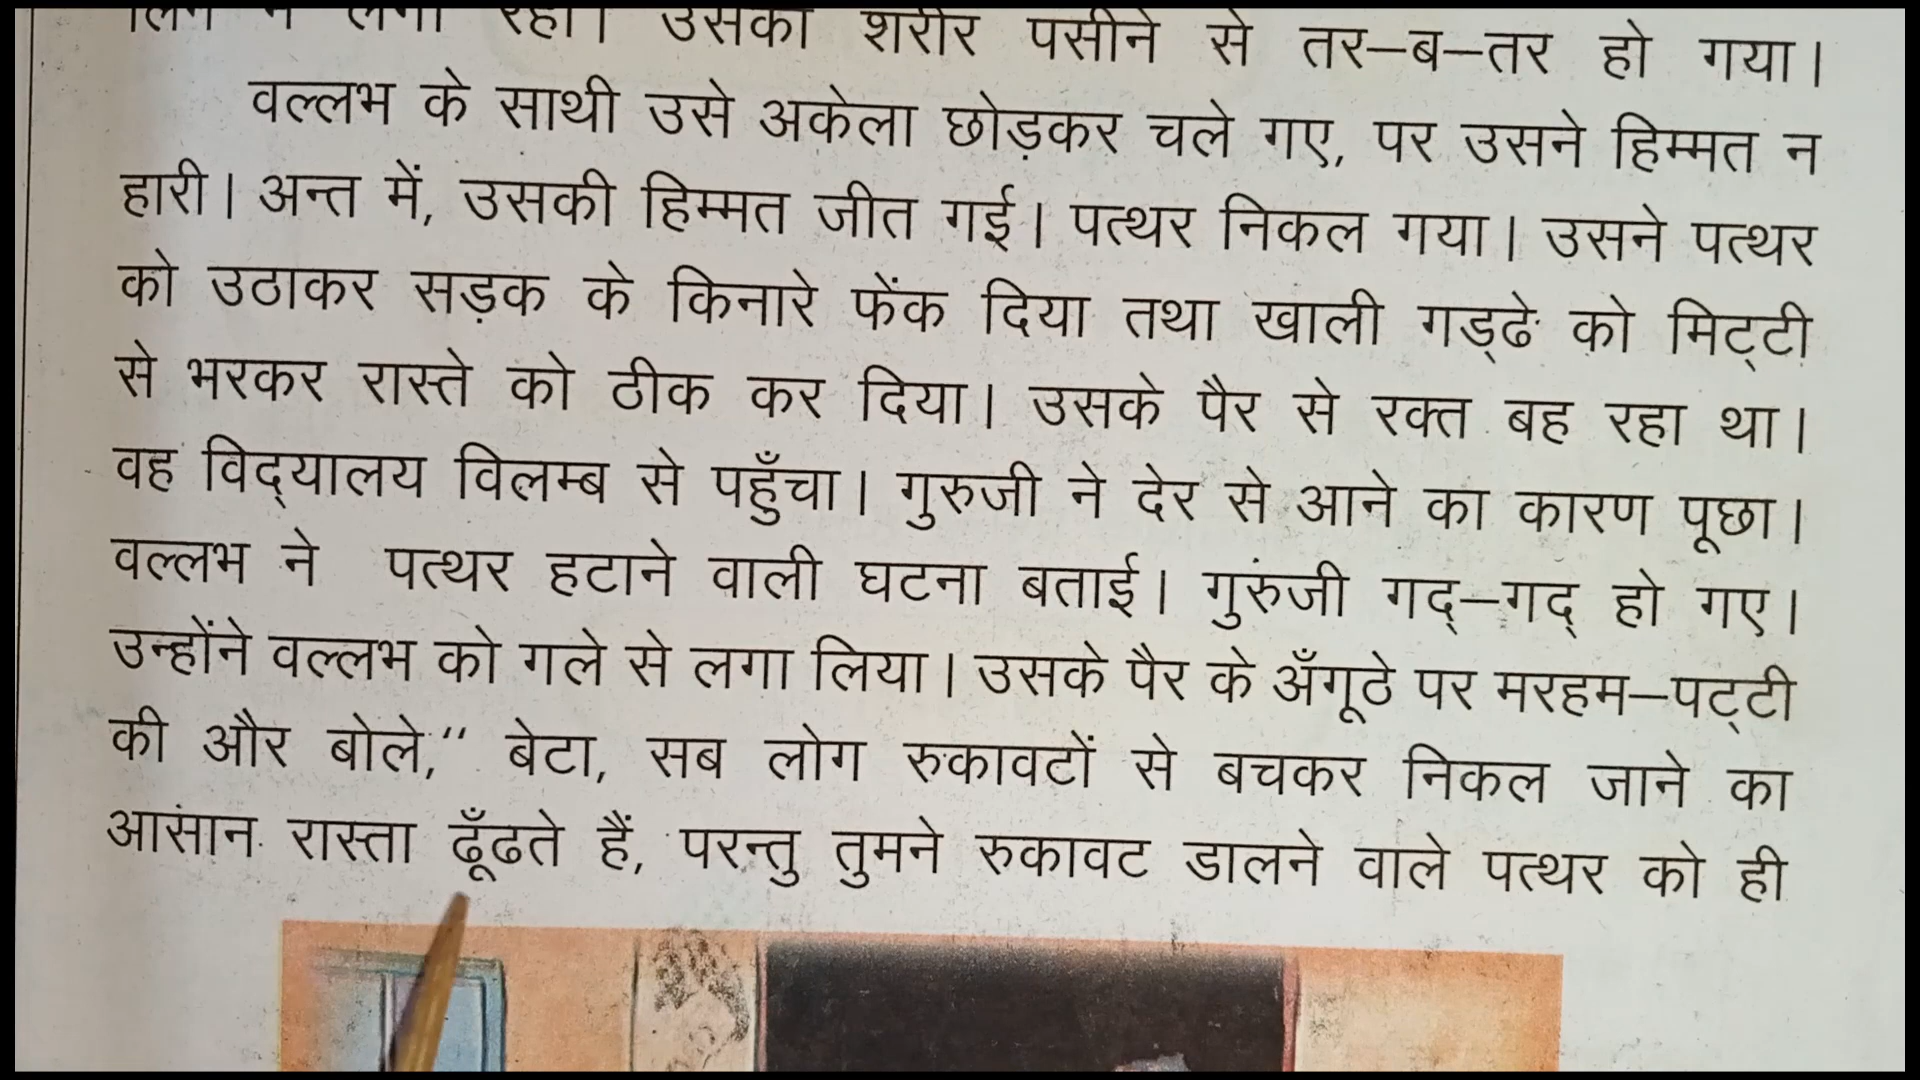 रहा। उसका शरीर पसीने से तर–ब–तर हो गया।
वल्लभ के साथी उसे अकेला छोड़कर चले गए, पर उसने हिम्मत न
हारी। अन्त में, उसकी हिम्मत जीत गई। पत्थर निकल गया। उसने पत्थर
को उठाकर सड़क के किनारे फेंक दिया तथा खाली गड्ढे को मिट्टी
से भरकर रास्ते को ठीक कर दिया। उसके पैर से रक्त बह रहा था।
वह विद्यालय विलम्ब से पहुँचा। गुरुजी ने देर से आने का कारण पूछा।
वल्लभ ने पत्थर हटाने वाली घटना बताई। गुरुजी गद्–गद् हो गए।
उन्होंने वल्लभ को गले से लगा लिया। उसके पैर के अँगूठे पर मरहम–पट्टी
की और बोले,'' बेटा, सब लोग रुकावटों से बचकर निकल जाने का
आसान रास्ता ढूँढते हैं, परन्तु तुमने रुकावट डालने वाले पत्थर को ही